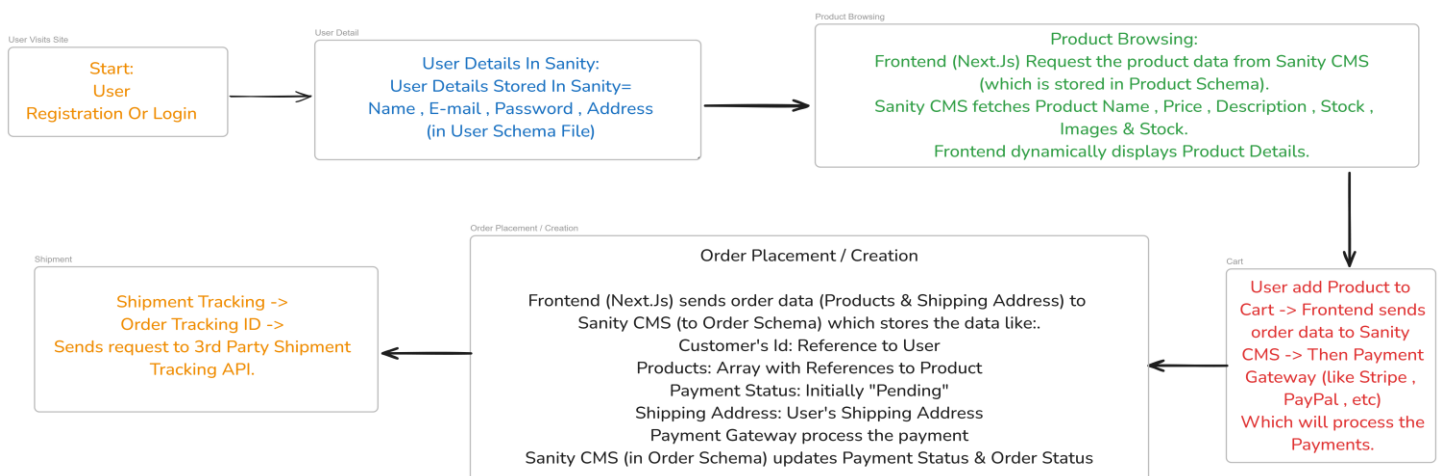 User Visits Site
Start:
User
Registration Or Login
User Detail
User Details In Sanity:
User Details Stored In Sanity=
Name , E-mail , Password , Address
(in User Schema File)
Product Browsing
Product Browsing:
Frontend (Next.Js) Request the product data from Sanity CMS
(which is stored in Product Schema).
Sanity CMS fetches Product Name , Price , Description , Stock ,
Images & Stock.
Frontend dynamically displays Product Details.
Cart
User add Product to
Cart -> Frontend sends
order data to Sanity
CMS -> Then Payment
Gateway (like Stripe ,
PayPal , etc)
Which will process the
Payments.
Order Placement / Creation
Order Placement / Creation
Frontend (Next.Js) sends order data (Products & Shipping Address) to
Sanity CMS (to Order Schema) which stores the data like:.
Customer's Id: Reference to User
Products: Array with References to Product
Payment Status: Initially "Pending"
Shipping Address: User's Shipping Address
Payment Gateway process the payment
Sanity CMS (in Order Schema) updates Payment Status & Order Status
Shipment
Shipment Tracking ->
Order Tracking ID ->
Sends request to 3rd Party Shipment
Tracking API.